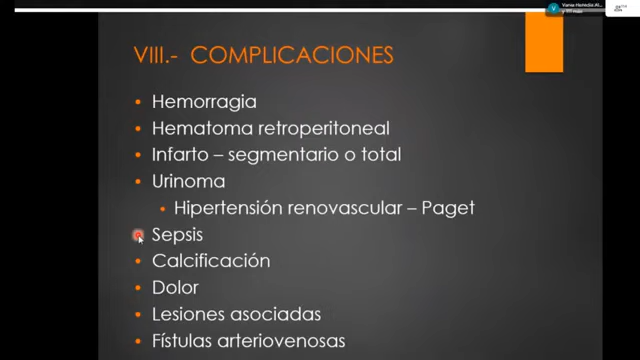 VIII.- COMPLICACIONES
• Hemorragia
• Hematoma retroperitoneal
• Infarto – segmentario o total
• Urinoma
• Hipertensión renovascular – Paget
• Sepsis
• Calcificación
• Dolor
• Lesiones asociadas
• Fístulas arteriovenosas
V